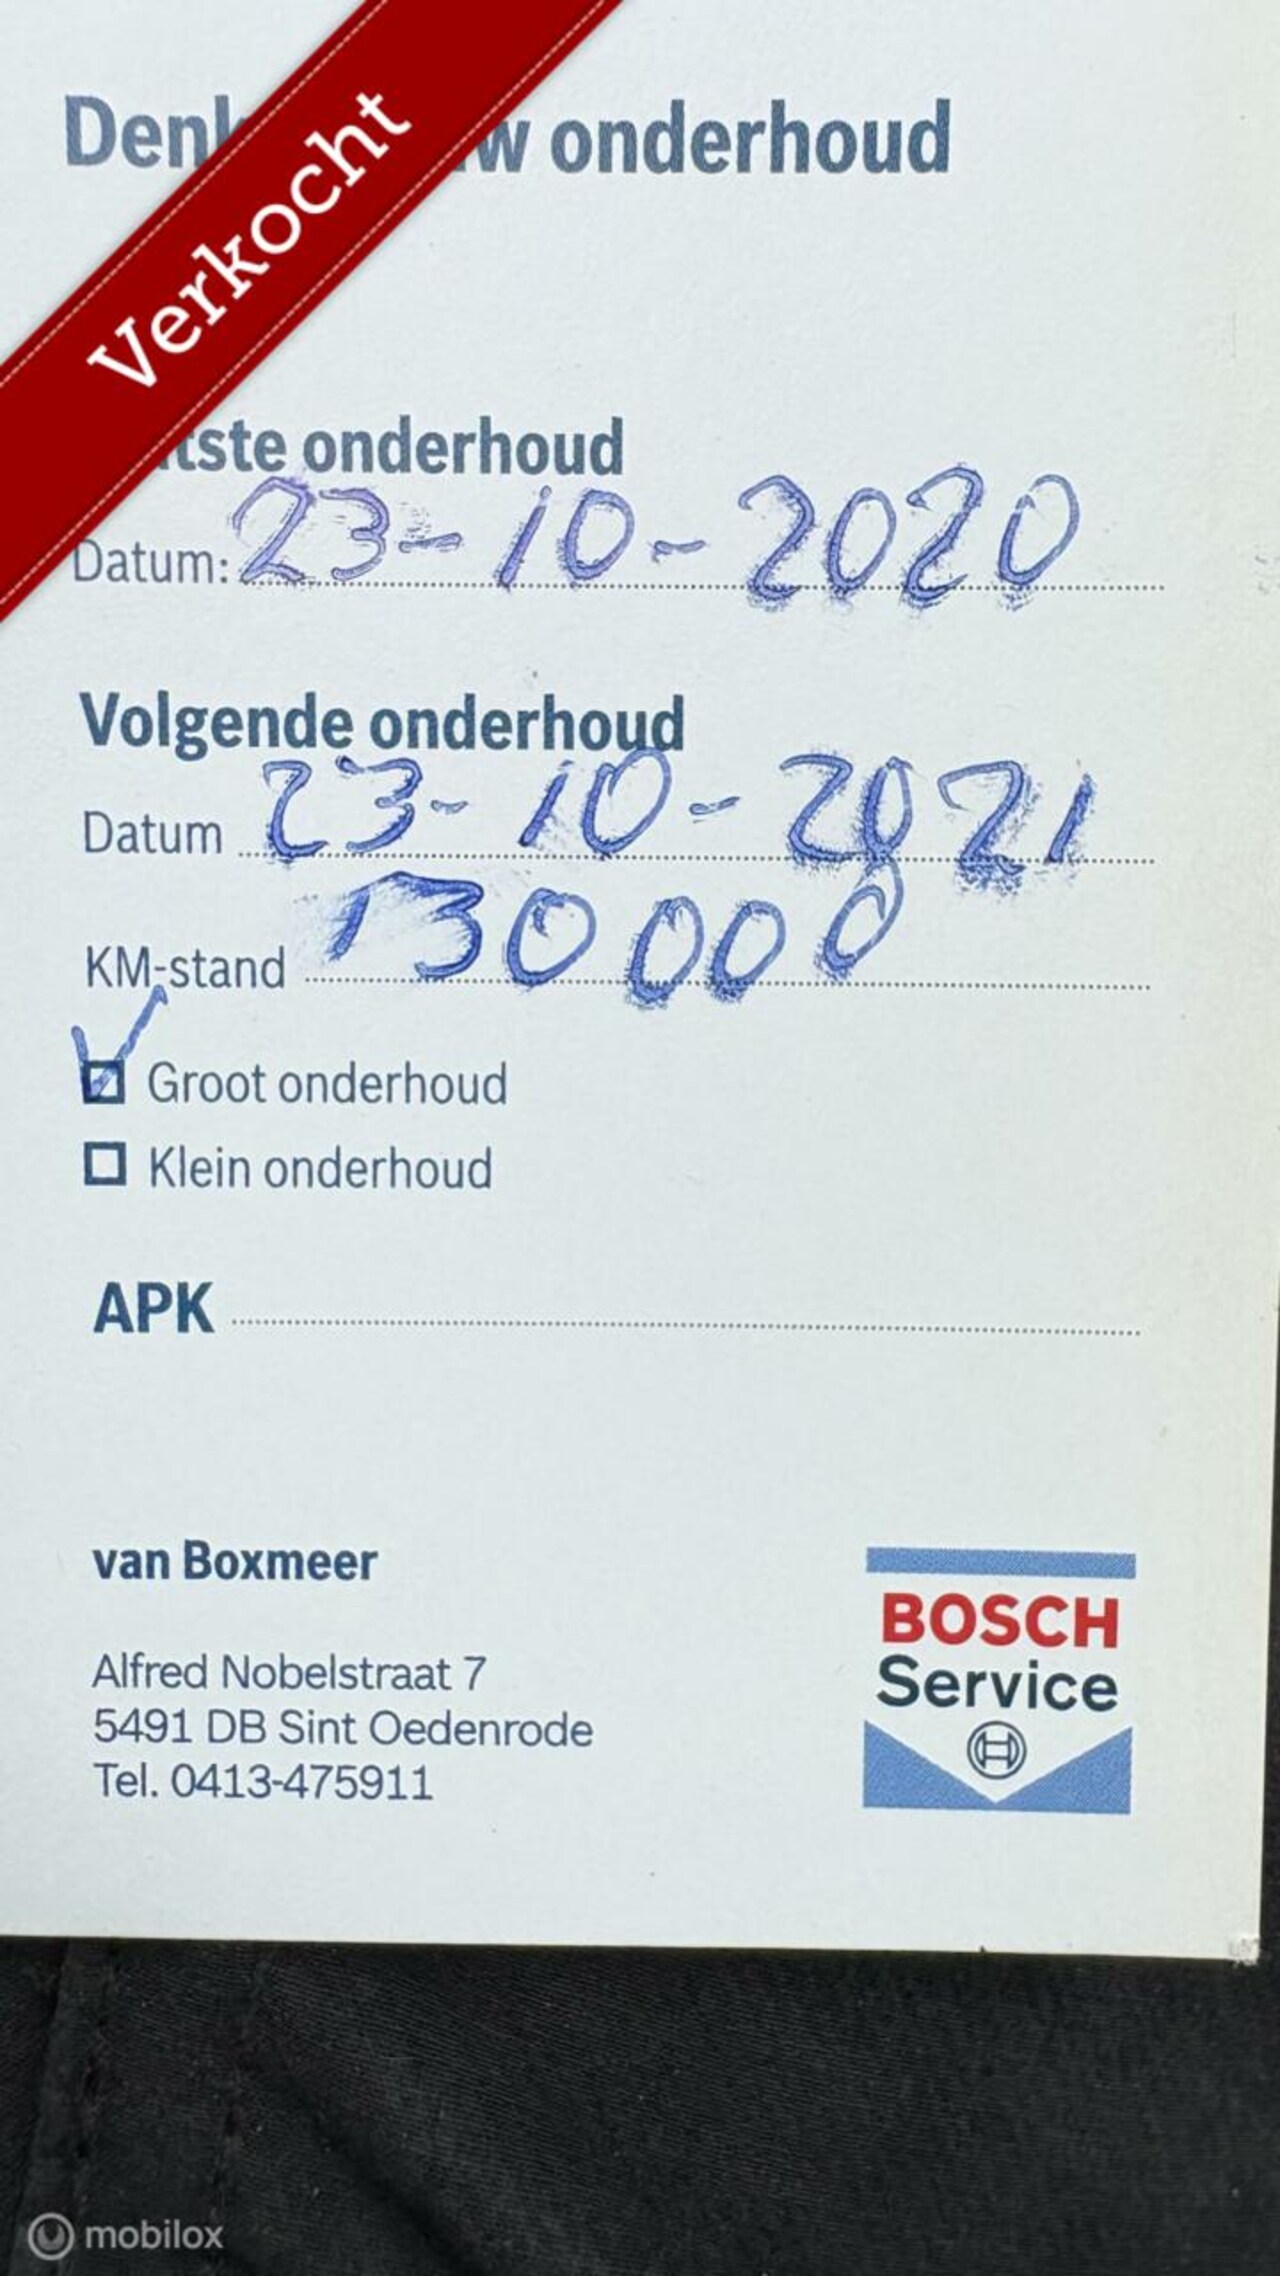 Verkocht
onderhoud
onderhoud
Datum: 23-10-2020
Volgende onderhoud
Datum 23-10-2021
KM-stand 130000
Groot onderhoud
Klein onderhoud
APK
van Boxmeer
Alfred Nobelstraat 7
5491 DB Sint Oedenrode
Tel. 0413-475911
BOSCH
Service
mobilox